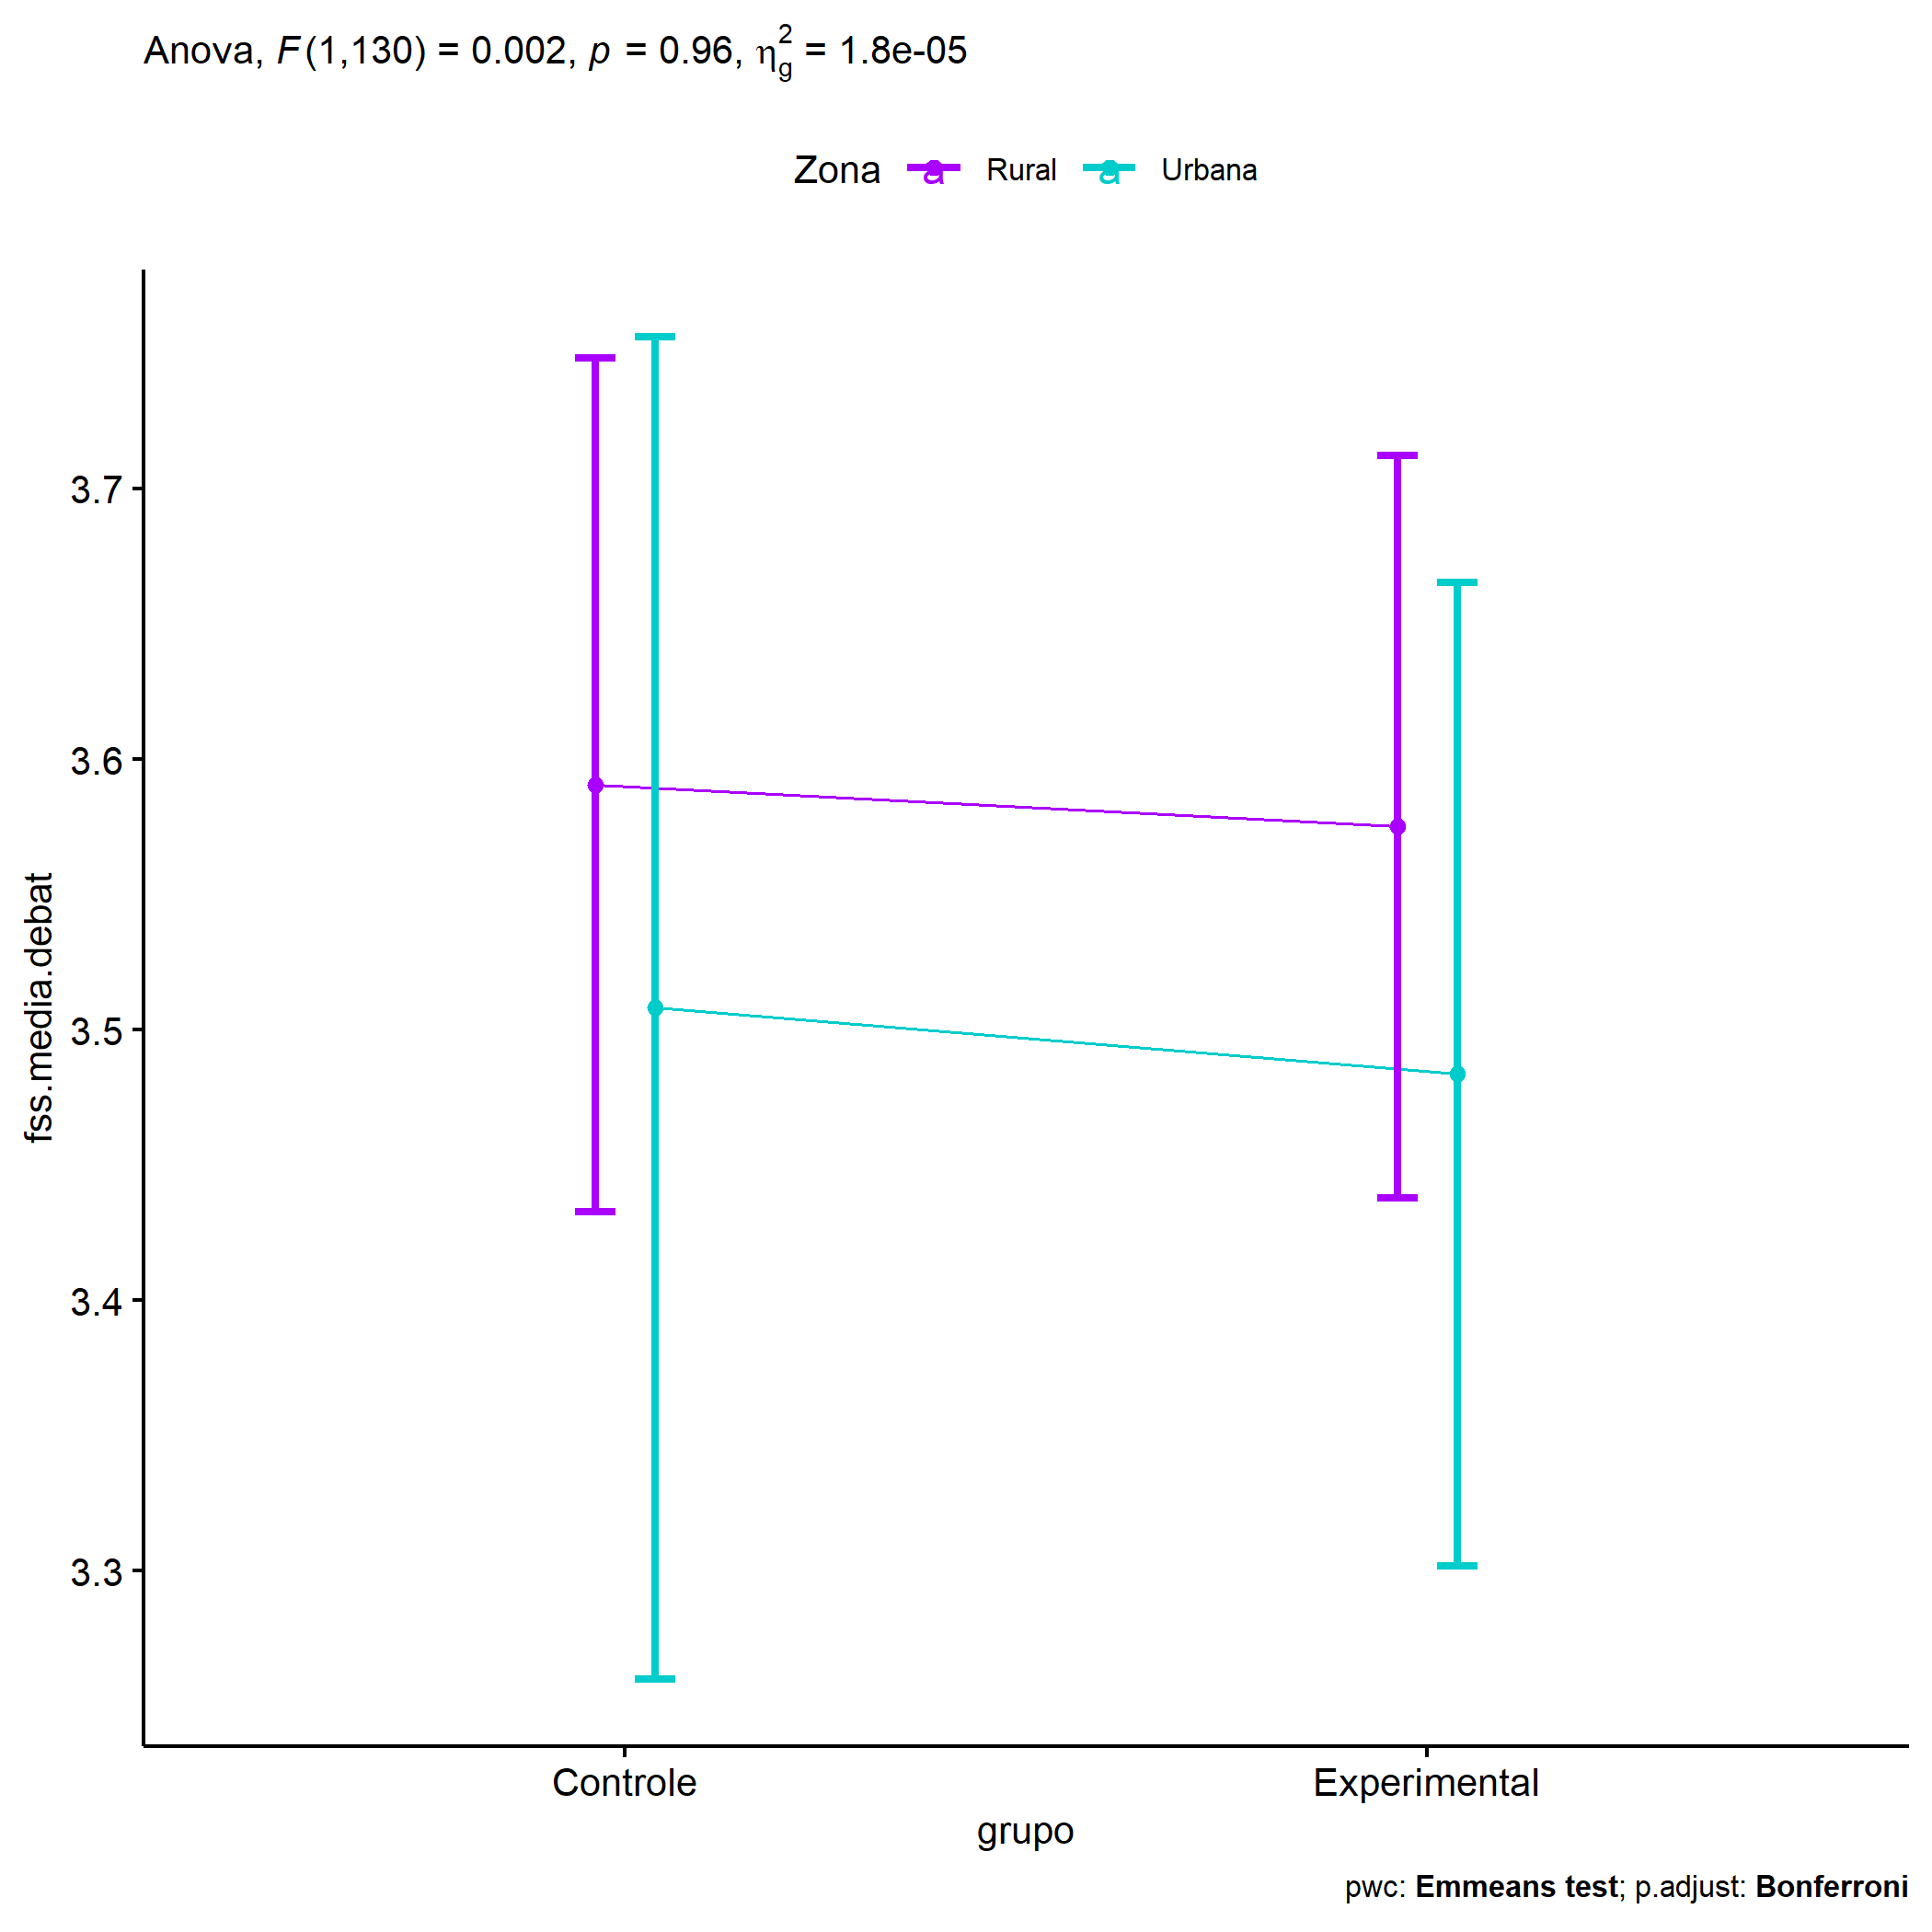 Anova, F(1,130) = 0.002, p = 0.96, η²g = 1.8e-05
Zona a Rural a Urbana
3.7
3.6
3.5
3.4
3.3
fss.media.debat
Controle Experimental
grupo
pwc: Emmeans test; p.adjust: Bonferroni